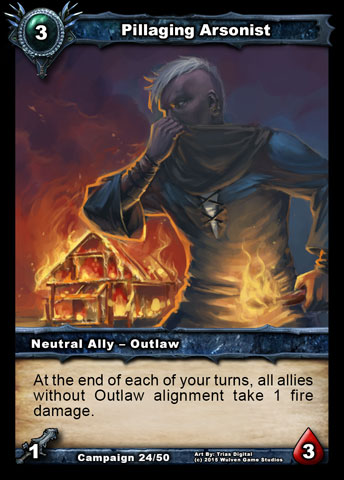 3
Pillaging Arsonist
Neutral Ally – Outlaw
At the end of each of your turns, all allies
without Outlaw alignment take 1 fire
damage.
1
Campaign 24/50
Art By: Trias Digital
(c) 2015 Wulven Game Studios
3